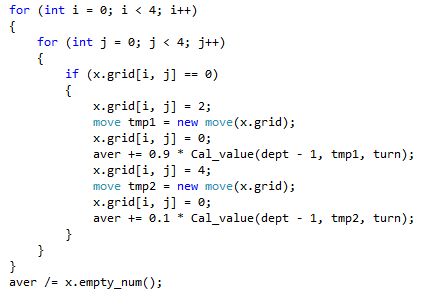 for (int i = 0; i < 4; i++)
{
    for (int j = 0; j < 4; j++)
    {
        if (x.grid[i, j] == 0)
        {
            x.grid[i, j] = 2;
            move tmp1 = new move(x.grid);
            x.grid[i, j] = 0;
            aver += 0.9 * Cal_value(dept - 1, tmp1, turn);
            x.grid[i, j] = 4;
            move tmp2 = new move(x.grid);
            x.grid[i, j] = 0;
            aver += 0.1 * Cal_value(dept - 1, tmp2, turn);
        }
    }
}
aver /= x.empty_num();